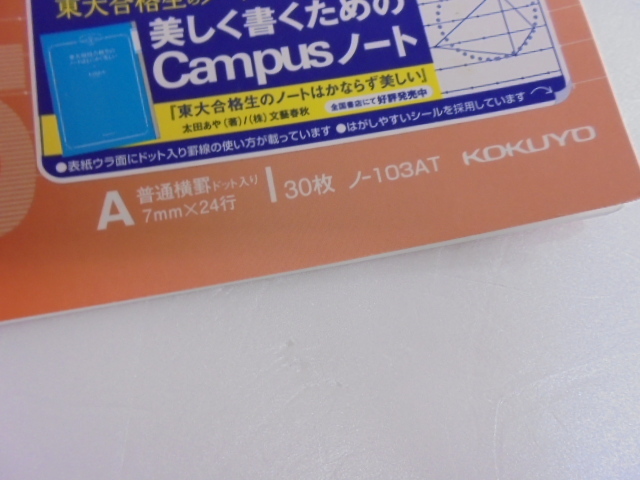 東大合格生の
美しく書くための
Campusノート
「東大合格生のノートはかならず美しい」
太田あや(著)/(株)文藝春秋
全国書店にて好評発売中
●表紙ウラ面にドット入り罫線の使い方が載っています ●はがしやすいシールを採用しています
A 普通横罫ドット入り
7mm×24行
30枚 ノ-103AT
KOKUYO